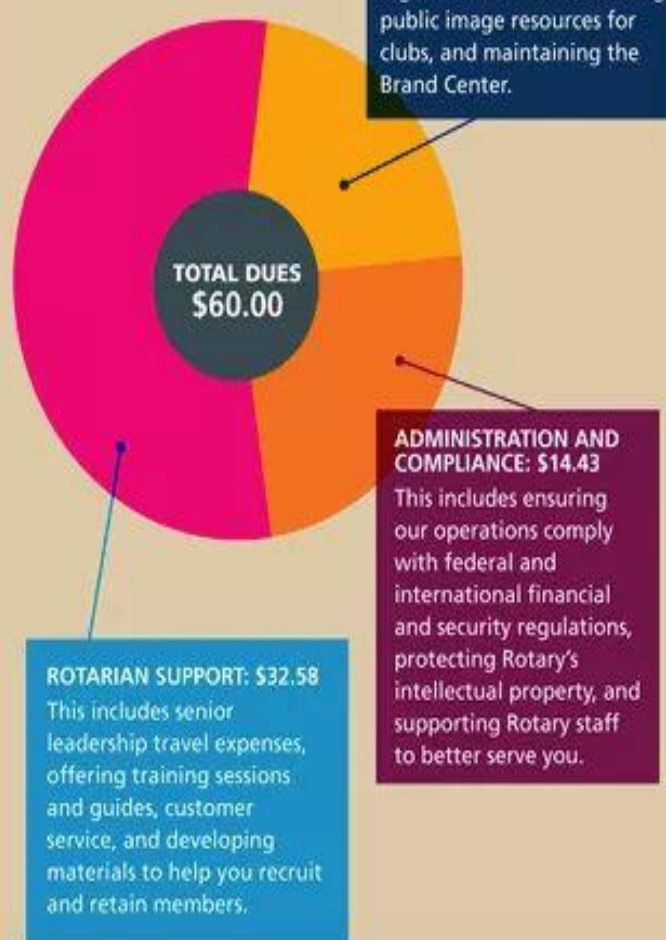 public image resources for
clubs, and maintaining the
Brand Center.
TOTAL DUES
$60.00
ADMINISTRATION AND
COMPLIANCE: $14.43
This includes ensuring
our operations comply
with federal and
international financial
and security regulations,
protecting Rotary's
intellectual property, and
supporting Rotary staff
to better serve you.
ROTARIAN SUPPORT: $32.58
This includes senior
leadership travel expenses,
offering training sessions
and guides, customer
service, and developing
materials to help you recruit
and retain members.